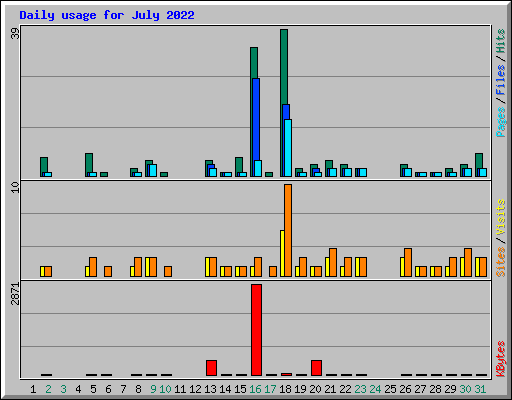 Daily usage for July 2022
39
Pages / Files / Hits
10
Sites / Visits
2871
KBytes
1 2 3 4 5 6 7 8 9 10 11 12 13 14 15 16 17 18 19 20 21 22 23 24 25 26 27 28 29 30 31